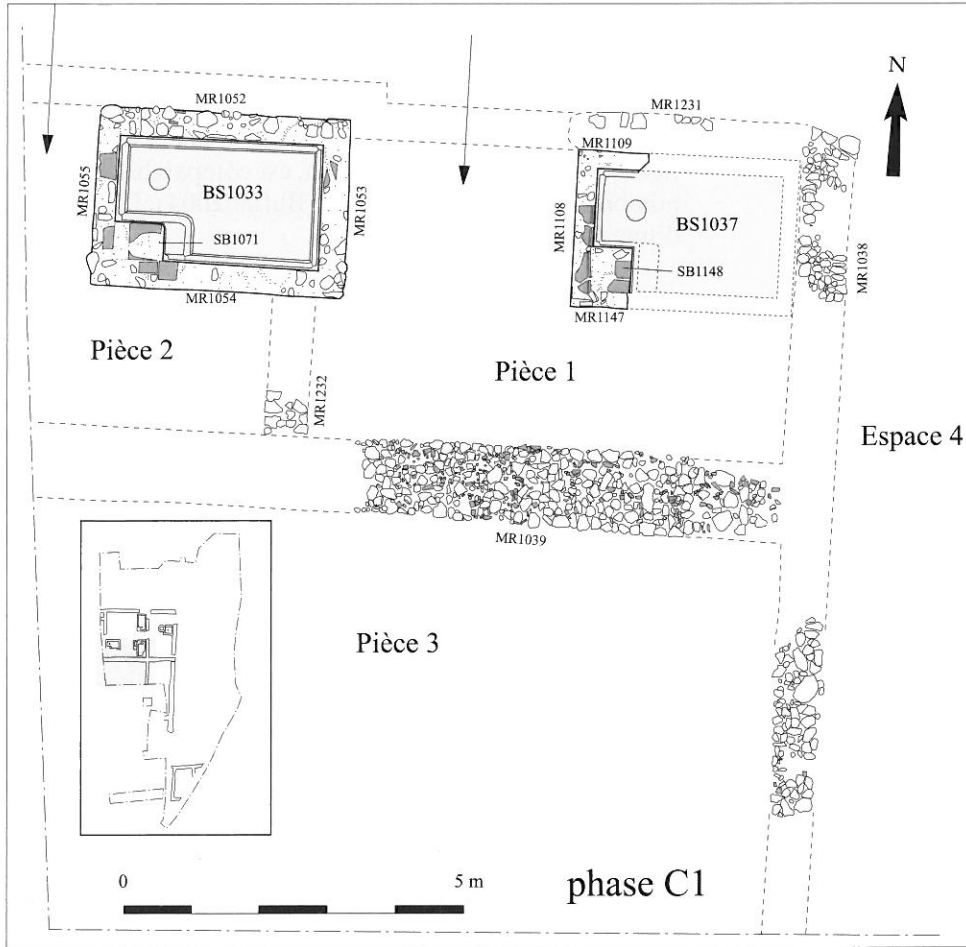 N
MR1052
MR1231
MR1109
MR1055
BS1033
MR1053
MR1108
BS1037
SB1071
SB1148
MR1038
MR1054
MR1147
Pièce 2
Pièce 1
MR1232
Espace 4
MR1039
Pièce 3
0
5 m
phase C1